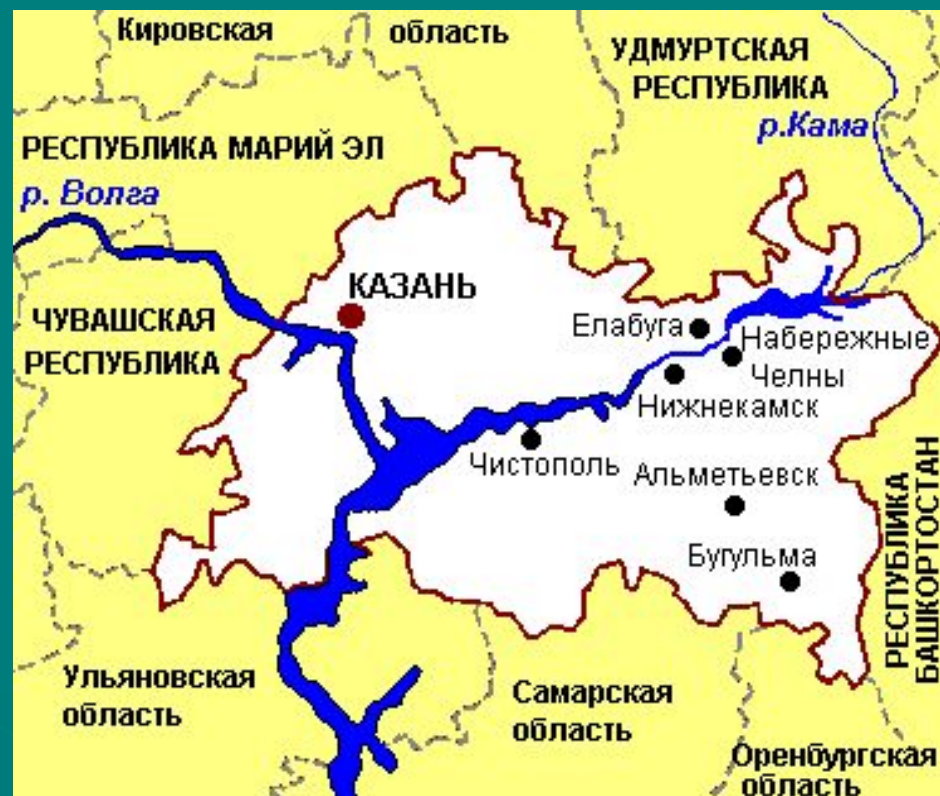 Кировская область
УДМУРТСКАЯ
РЕСПУБЛИКА
р.Кама
РЕСПУБЛИКА МАРИЙ ЭЛ
р. Волга
КАЗАНЬ
ЧУВАШСКАЯ
РЕСПУБЛИКА
Елабуга
Набережные
Челны
Нижнекамск
Чистополь
Альметьевск
Бугульма
РЕСПУБЛИКА
БАШКОРТОСТАН
Ульяновская
область
Самарская
область
Оренбургская
область